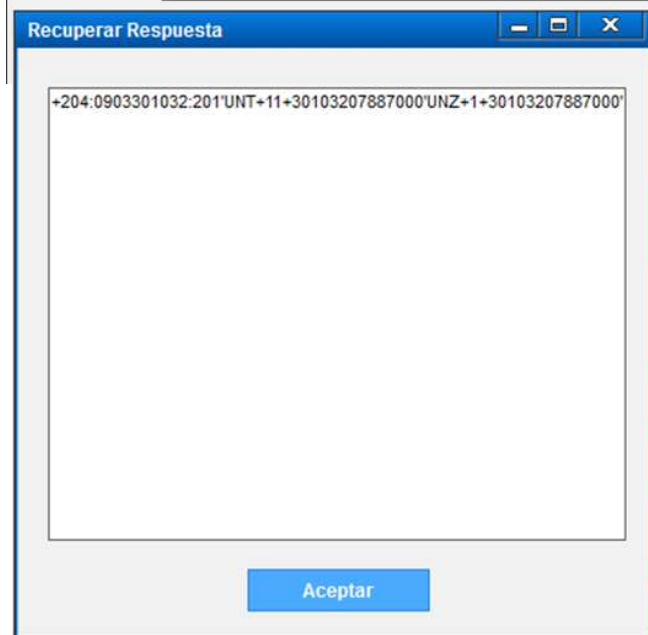 Recuperar Respuesta
+204:0903301032:201'UNT+11+30103207887000'UNZ+1+30103207887000'
Aceptar